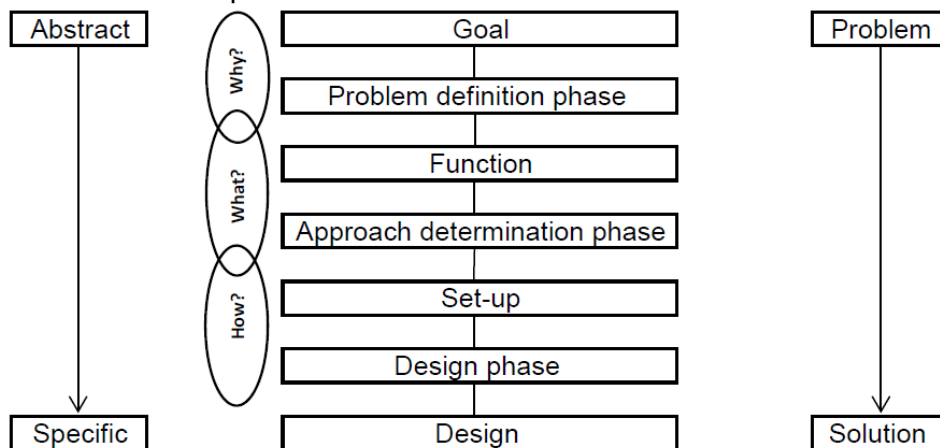 Abstract
Goal
Problem
Why?
Problem definition phase
Function
What?
Approach determination phase
Set-up
How?
Design phase
Specific
Design
Solution